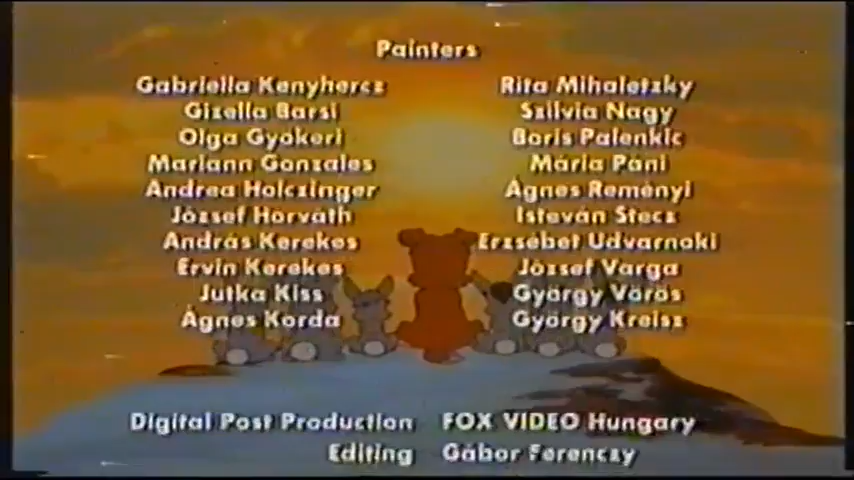 Painters
Gabriella Kenyhercz
Rita Mihaletzky
Gizella Barsi
Szilvia Nagy
Olga Gyökeri
Boris Palenkic
Mariann Gonzales
Mária Páni
Andrea Holczinger
Ágnes Reményi
József Horváth
Isteván Stecz
András Kerekes
Erzsébet Udvarnoki
Ervin Kerekes
József Varga
Jutka Kiss
György Vörös
Ágnes Korda
György Kreisz
Digital Post Production FOX VIDEO Hungary
Editing Gábor Ferenczy